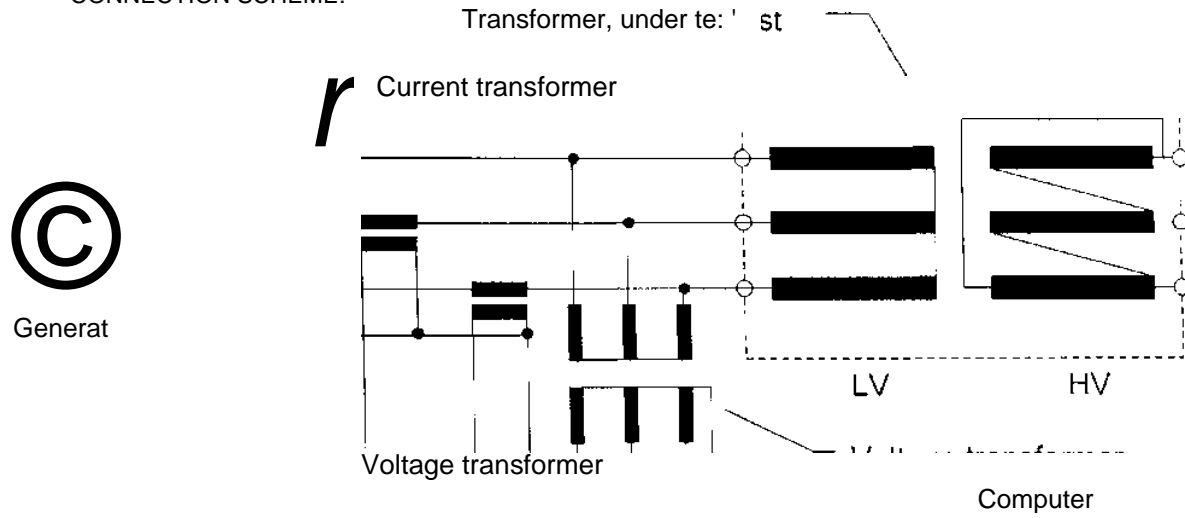 CONNECTION SCHEME:
Transformer, under te: ' st
r
Current transformer
©
Generat
LV
HV
Voltage transformer
Computer